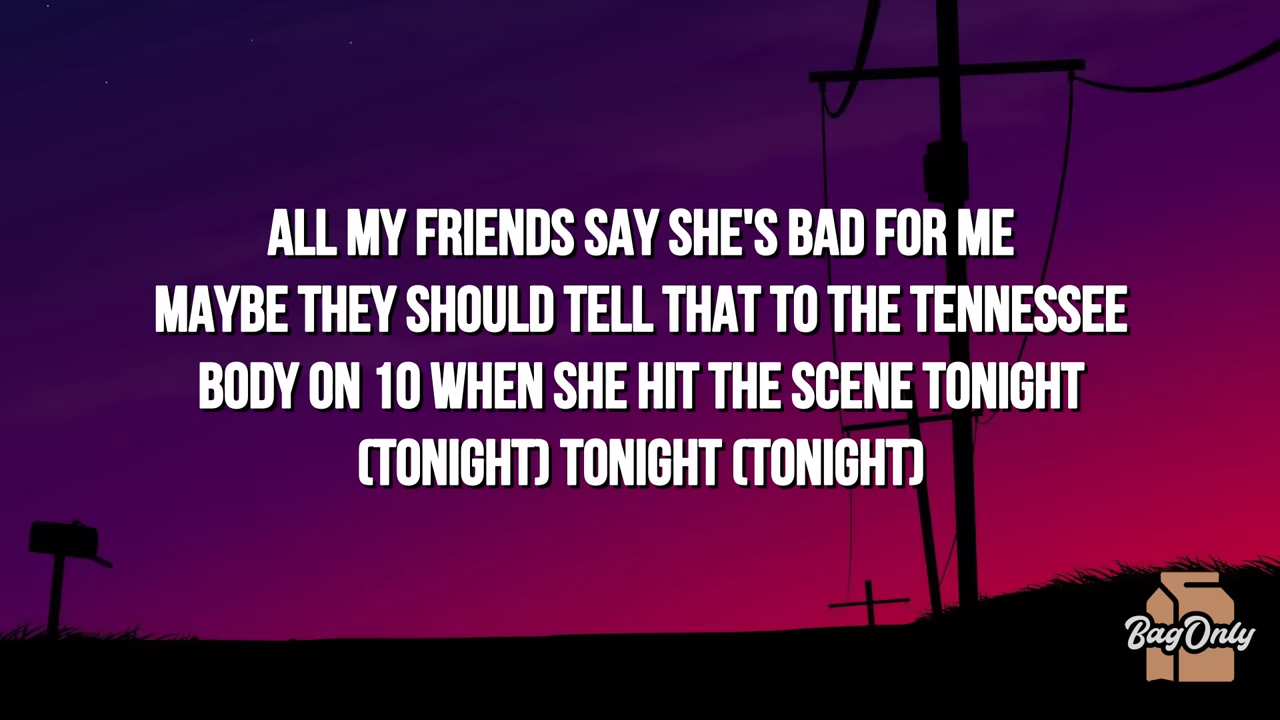 ALL MY FRIENDS SAY SHE'S BAD FOR ME
MAYBE THEY SHOULD TELL THAT TO THE TENNESSEE
BODY ON 10 WHEN SHE HIT THE SCENE TONIGHT
(TONIGHT) TONIGHT (TONIGHT)
BagOnly